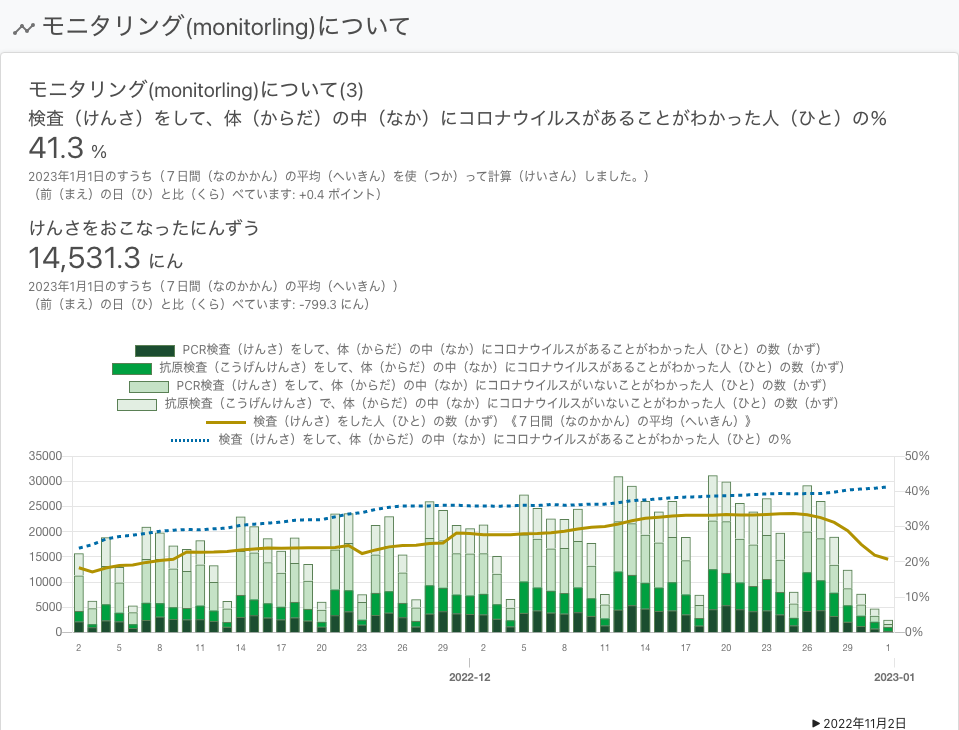 モニタリング(monitorling)について
モニタリング(monitorling)について(3)
検査（けんさ）をして、体（からだ）の中（なか）にコロナウイルスがあることがわかった人（ひと）の%
41.3 %
2023年1月1日のすうち（７日間（なのかかん）の平均（へいきん）を使（つか）って計算（けいさん）しました。）
（前（まえ）の日（ひ）と比（くら）べています: +0.4 ポイント）
けんさをおこなったにんずう
14,531.3 にん
2023年1月1日のすうち（７日間（なのかかん）の平均（へいきん））
（前（まえ）の日（ひ）と比（くら）べています: -799.3 にん）
PCR検査（けんさ）をして、体（からだ）の中（なか）にコロナウイルスがあることがわかった人（ひと）の数（かず）
抗原検査（こうげんけんさ）をして、体（からだ）の中（なか）にコロナウイルスがあることがわかった人（ひと）の数（かず）
PCR検査（けんさ）をして、体（からだ）の中（なか）にコロナウイルスがいないことがわかった人（ひと）の数（かず）
抗原検査（こうげんけんさ）で、体（からだ）の中（なか）にコロナウイルスがいないことがわかった人（ひと）の数（かず）
検査（けんさ）をした人（ひと）の数（かず）《７日間（なのかかん）の平均（へいきん）》
検査（けんさ）をして、体（からだ）の中（なか）にコロナウイルスがあることがわかった人（ひと）の%
35000 50%
30000 40%
25000
20000 30%
15000 20%
10000
5000 10%
0 0%
2 5 8 11 14 17 20 23 26 29 2 5 8 11 14 17 20 23 26 29 1
2022-12 2023-01
▶ 2022年11月2日